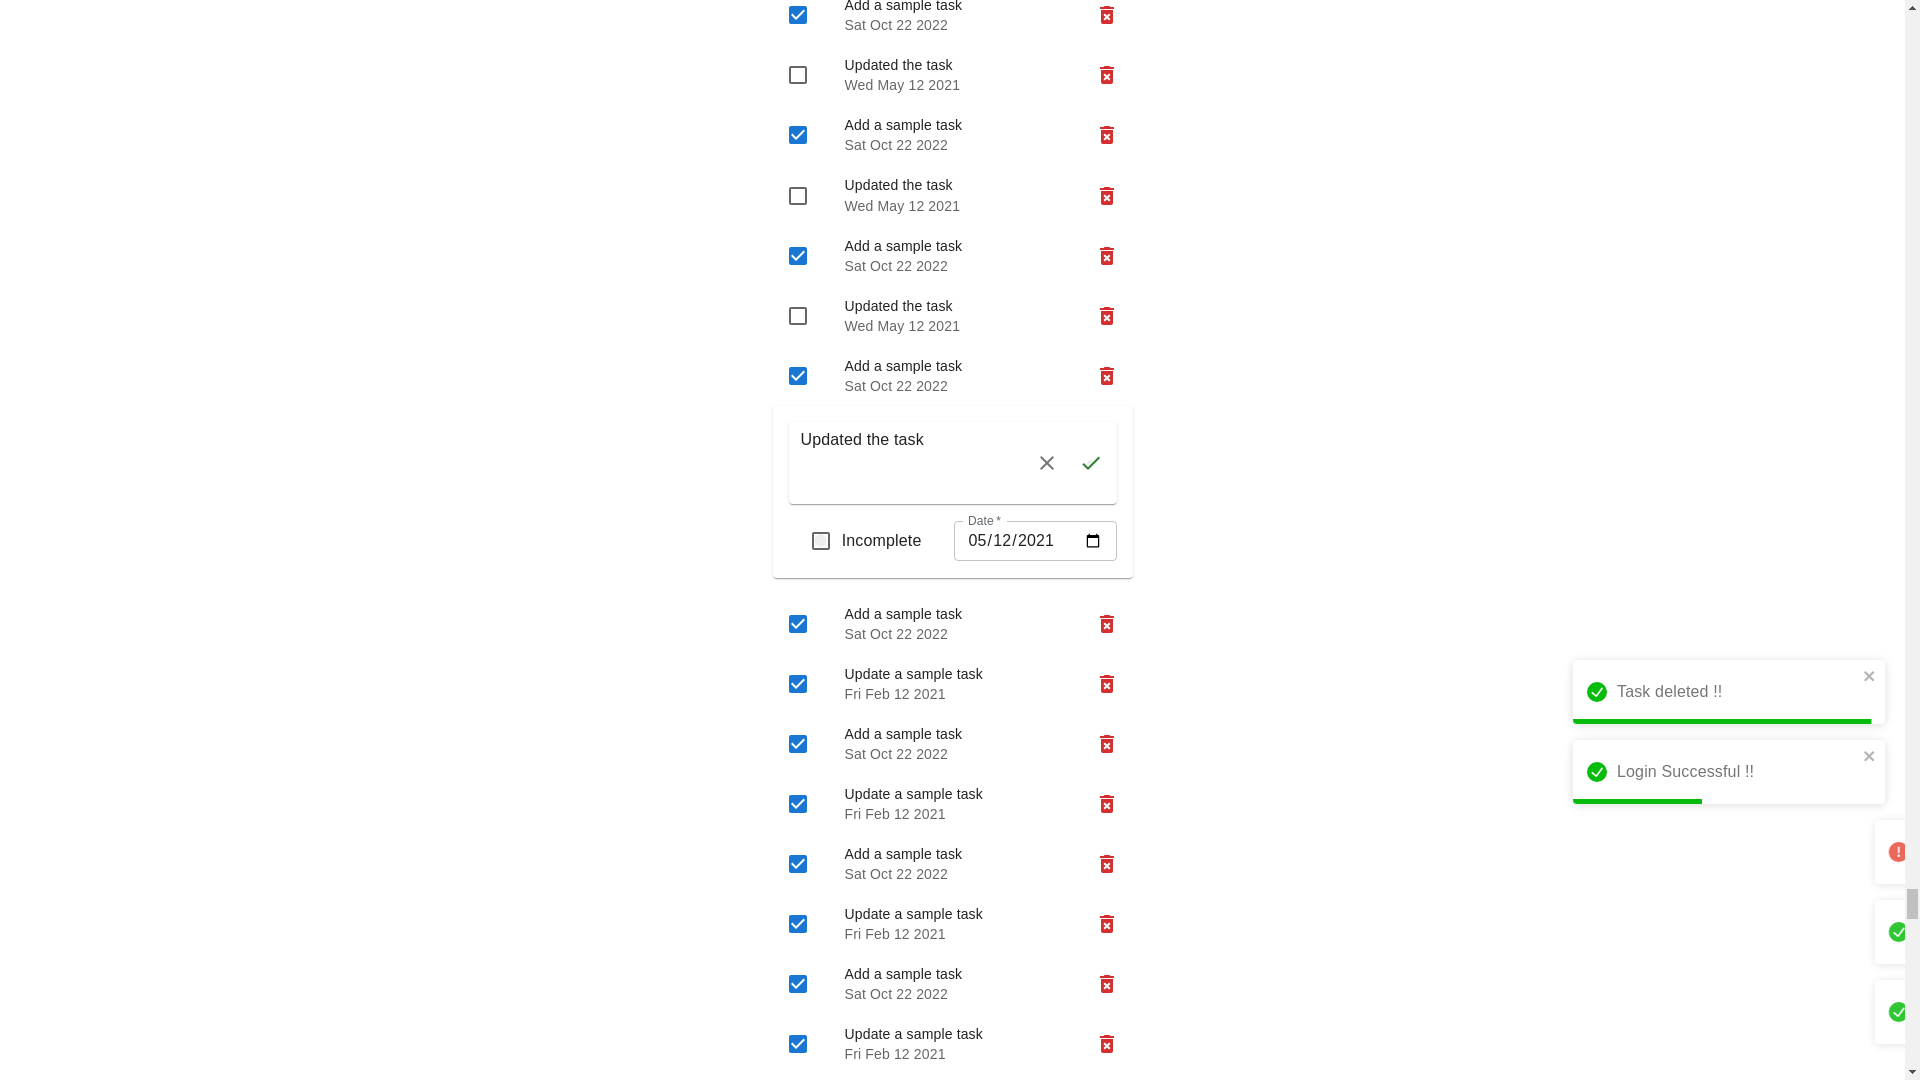 Add a sample task
Sat Oct 22 2022
Updated the task
Wed May 12 2021
Add a sample task
Sat Oct 22 2022
Updated the task
Wed May 12 2021
Add a sample task
Sat Oct 22 2022
Updated the task
Wed May 12 2021
Add a sample task
Sat Oct 22 2022
Updated the task
Date *
Incomplete
05/12/2021
Add a sample task
Sat Oct 22 2022
Update a sample task
Fri Feb 12 2021
Add a sample task
Sat Oct 22 2022
Update a sample task
Fri Feb 12 2021
Add a sample task
Sat Oct 22 2022
Update a sample task
Fri Feb 12 2021
Add a sample task
Sat Oct 22 2022
Update a sample task
Fri Feb 12 2021
Task deleted !!
Login Successful !!